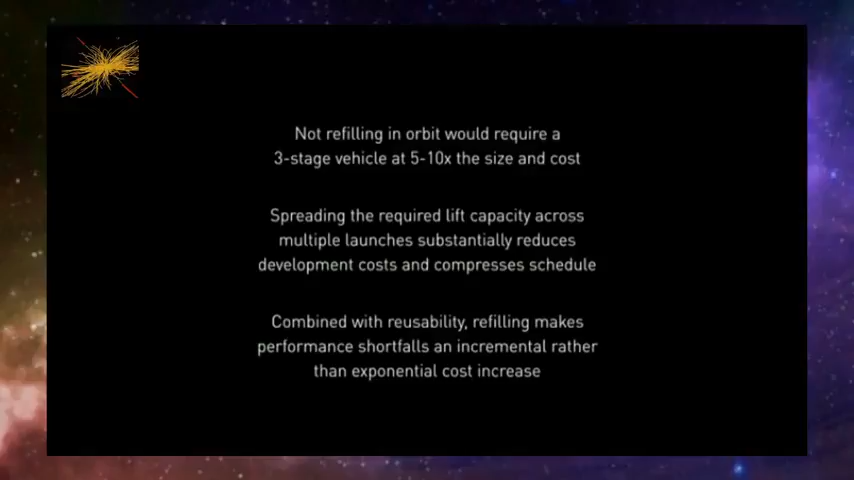 Not refilling in orbit would require a
3-stage vehicle at 5-10x the size and cost
Spreading the required lift capacity across
multiple launches substantially reduces
development costs and compresses schedule
Combined with reusability, refilling makes
performance shortfalls an incremental rather
than exponential cost increase